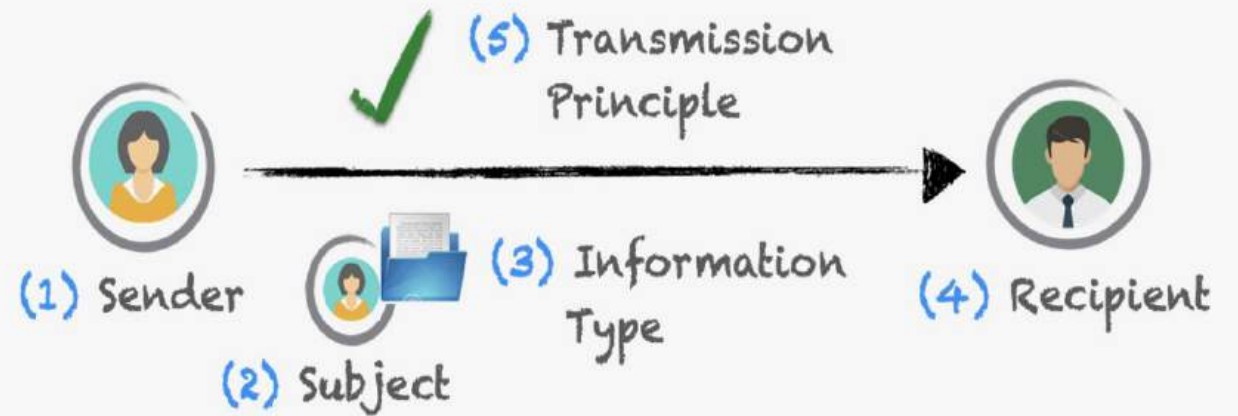 (5) Transmission
Principle
(1) Sender
(3) Information
Type
(4) Recipient
(2) Subject